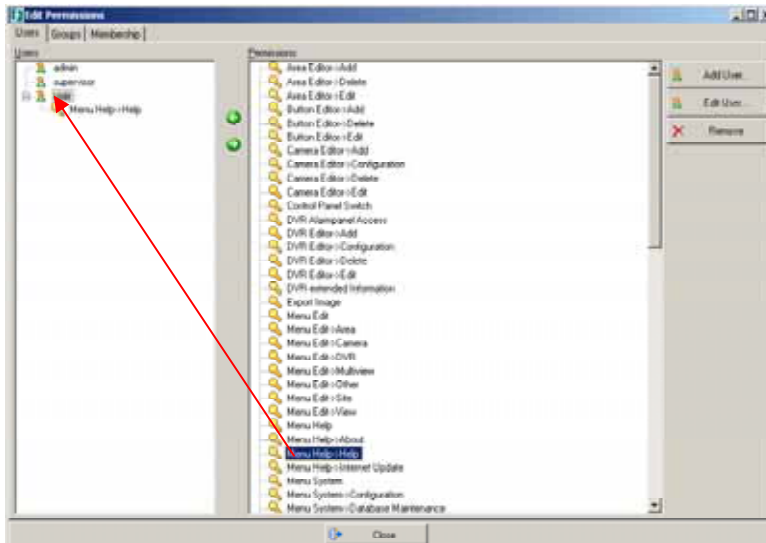 Edit Permissions
Users Groups Membership
Users
admin
supervisor
user
Menu Help->Help
Permissions
Area Editor->Add
Area Editor->Delete
Area Editor->Edit
Button Editor->Add
Button Editor->Delete
Button Editor->Edit
Camera Editor->Add
Camera Editor->Configuration
Camera Editor->Delete
Camera Editor->Edit
Control Panel Switch
DVR Alarmpanel Access
DVR Editor->Add
DVR Editor->Configuration
DVR Editor->Delete
DVR Editor->Edit
DVR extended Information
Export Image
Menu Edit
Menu Edit->Area
Menu Edit->Camera
Menu Edit->DVR
Menu Edit->Multiview
Menu Edit->Other
Menu Edit->Site
Menu Edit->View
Menu Help
Menu Help->About
Menu Help->Help
Menu Help->Internet Update
Menu System
Menu System->Configuration
Menu System->Database Maintenance
Add User...
Edit User...
Remove
Close